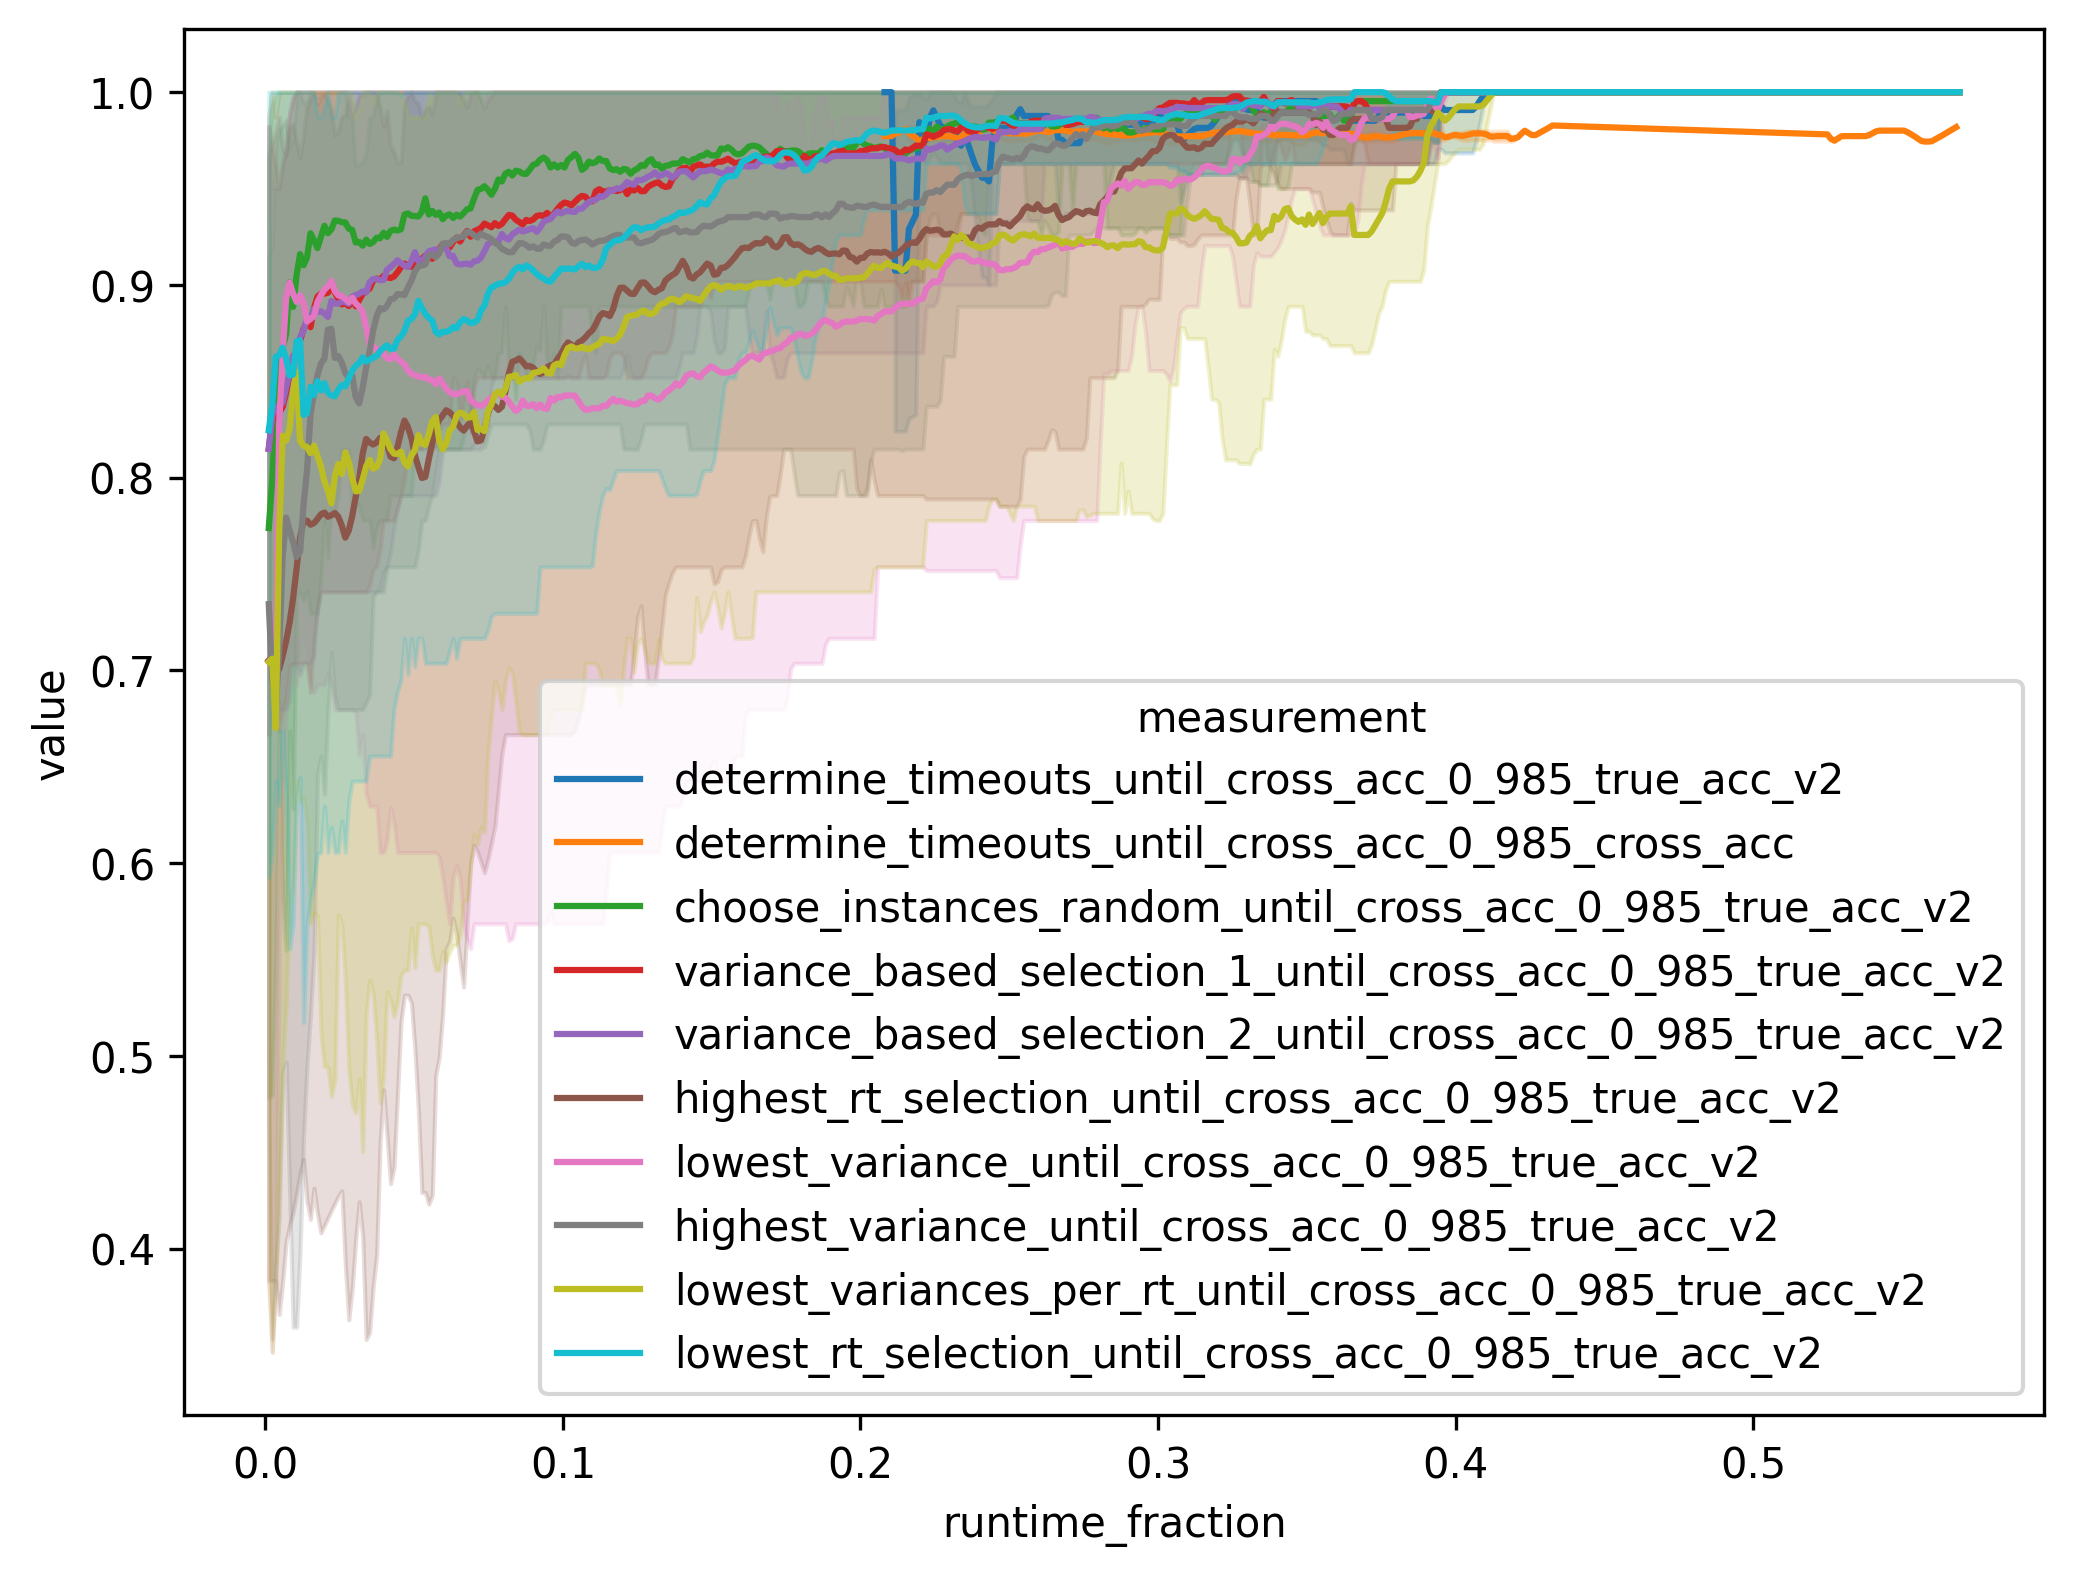 1.0
0.9
0.8
0.7
0.6
0.5
0.4
value
measurement
determine_timeouts_until_cross_acc_0_985_true_acc_v2
determine_timeouts_until_cross_acc_0_985_cross_acc
choose_instances_random_until_cross_acc_0_985_true_acc_v2
variance_based_selection_1_until_cross_acc_0_985_true_acc_v2
variance_based_selection_2_until_cross_acc_0_985_true_acc_v2
highest_rt_selection_until_cross_acc_0_985_true_acc_v2
lowest_variance_until_cross_acc_0_985_true_acc_v2
highest_variance_until_cross_acc_0_985_true_acc_v2
lowest_variances_per_rt_until_cross_acc_0_985_true_acc_v2
lowest_rt_selection_until_cross_acc_0_985_true_acc_v2
0.0 0.1 0.2 0.3 0.4 0.5
runtime_fraction